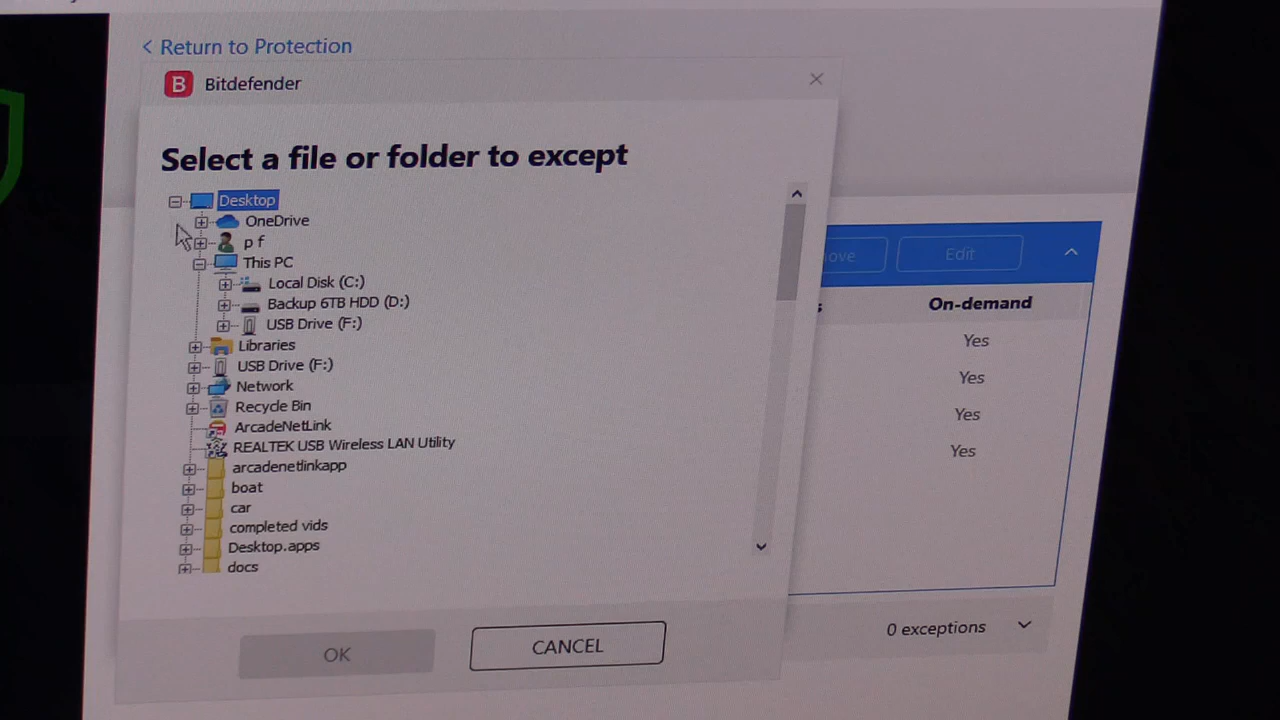 < Return to Protection
B Bitdefender
Select a file or folder to except
Desktop
OneDrive
p f
This PC
Local Disk (C:)
Backup 6TB HDD (D:)
USB Drive (F:)
Libraries
USB Drive (F:)
Network
Recycle Bin
ArcadeNetLink
REALTEK USB Wireless LAN Utility
arcadenetlinkapp
boat
car
completed vids
Desktop.apps
docs
OK
CANCEL
Edit
On-demand
Yes
Yes
Yes
Yes
0 exceptions